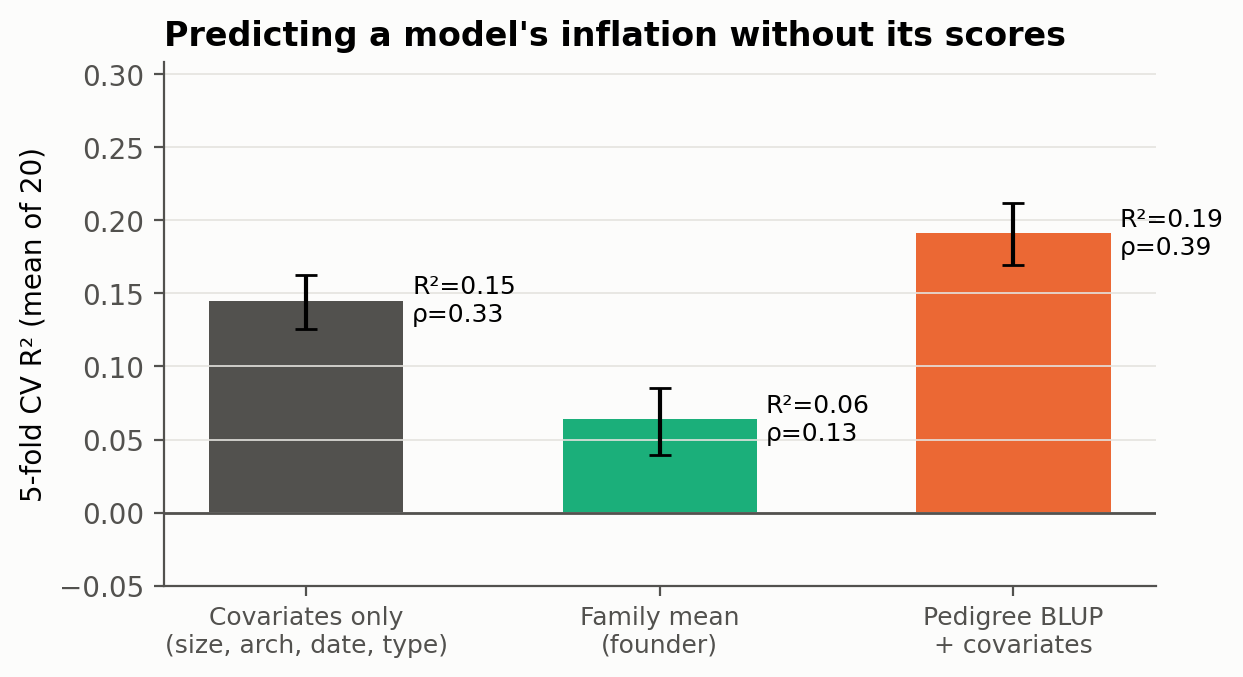 Predicting a model's inflation without its scores
5-fold CV R² (mean of 20)
0.30
0.25
0.20
0.15
0.10
0.05
0.00
−0.05
R²=0.15
ρ=0.33
R²=0.06
ρ=0.13
R²=0.19
ρ=0.39
Covariates only
(size, arch, date, type)
Family mean
(founder)
Pedigree BLUP
+ covariates